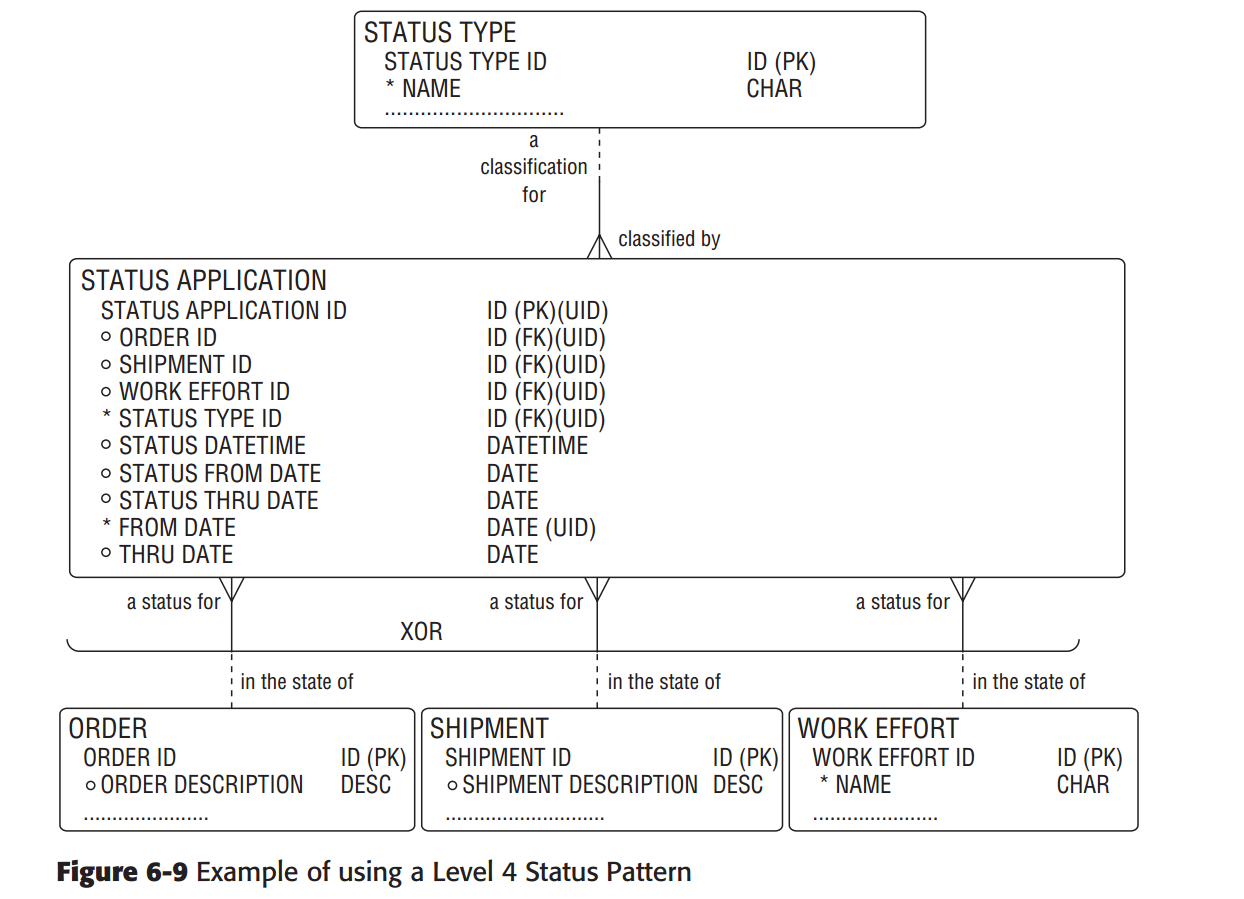 STATUS TYPE
STATUS TYPE ID ID (PK)
* NAME CHAR
..............................
a
classification
for
classified by
STATUS APPLICATION
STATUS APPLICATION ID ID (PK)(UID)
o ORDER ID ID (FK)(UID)
o SHIPMENT ID ID (FK)(UID)
o WORK EFFORT ID ID (FK)(UID)
* STATUS TYPE ID ID (FK)(UID)
o STATUS DATETIME DATETIME
o STATUS FROM DATE DATE
o STATUS THRU DATE DATE
* FROM DATE DATE (UID)
o THRU DATE DATE
a status for a status for a status for
XOR
in the state of in the state of in the state of
ORDER SHIPMENT WORK EFFORT
ORDER ID ID (PK) SHIPMENT ID ID (PK) WORK EFFORT ID ID (PK)
o ORDER DESCRIPTION DESC o SHIPMENT DESCRIPTION DESC * NAME CHAR
..................... ........................... .....................
Figure 6-9 Example of using a Level 4 Status Pattern